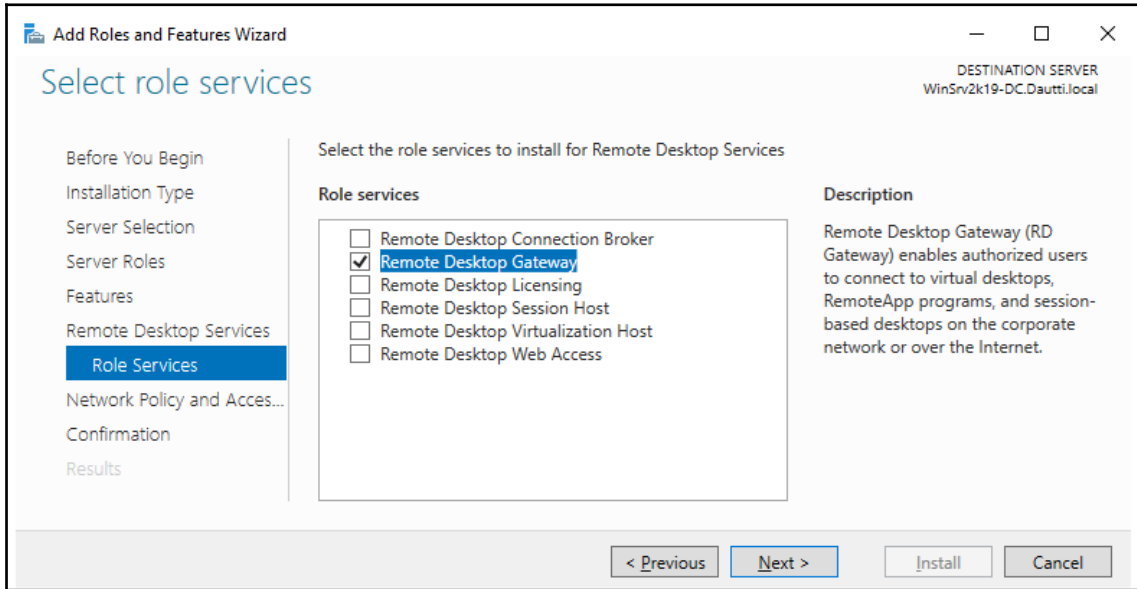 Add Roles and Features Wizard
Select role services
DESTINATION SERVER
WinSrv2k19-DC.Dautti.local
Before You Begin
Installation Type
Server Selection
Server Roles
Features
Remote Desktop Services
Role Services
Network Policy and Acces...
Confirmation
Results
Select the role services to install for Remote Desktop Services
Role services
Remote Desktop Connection Broker
Remote Desktop Gateway
Remote Desktop Licensing
Remote Desktop Session Host
Remote Desktop Virtualization Host
Remote Desktop Web Access
Description
Remote Desktop Gateway (RD
Gateway) enables authorized users
to connect to virtual desktops,
RemoteApp programs, and session-
based desktops on the corporate
network or over the Internet.
< Previous
Next >
Install
Cancel